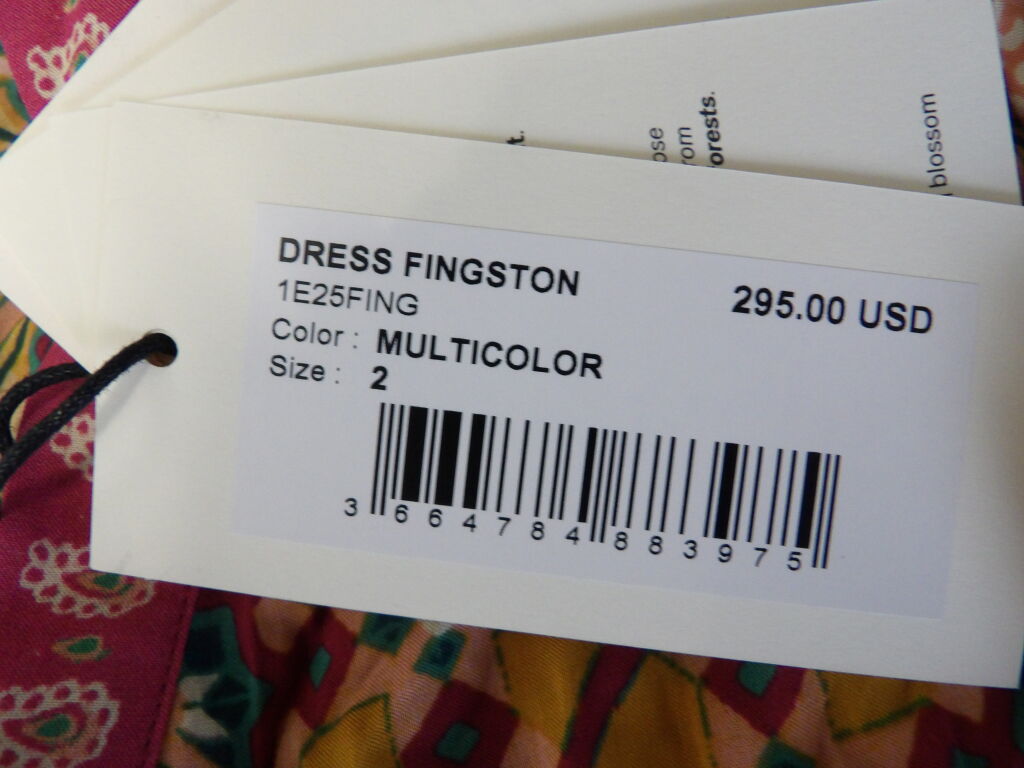 t.
ose
rom
orests.
blossom
DRESS FINGSTON
1E25FING
295.00 USD
Color : MULTICOLOR
Size : 2
3 664784 883975